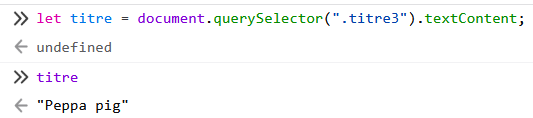 >> let titre = document.querySelector(".titre3").textContent;
← undefined
>> titre
← "Peppa pig"